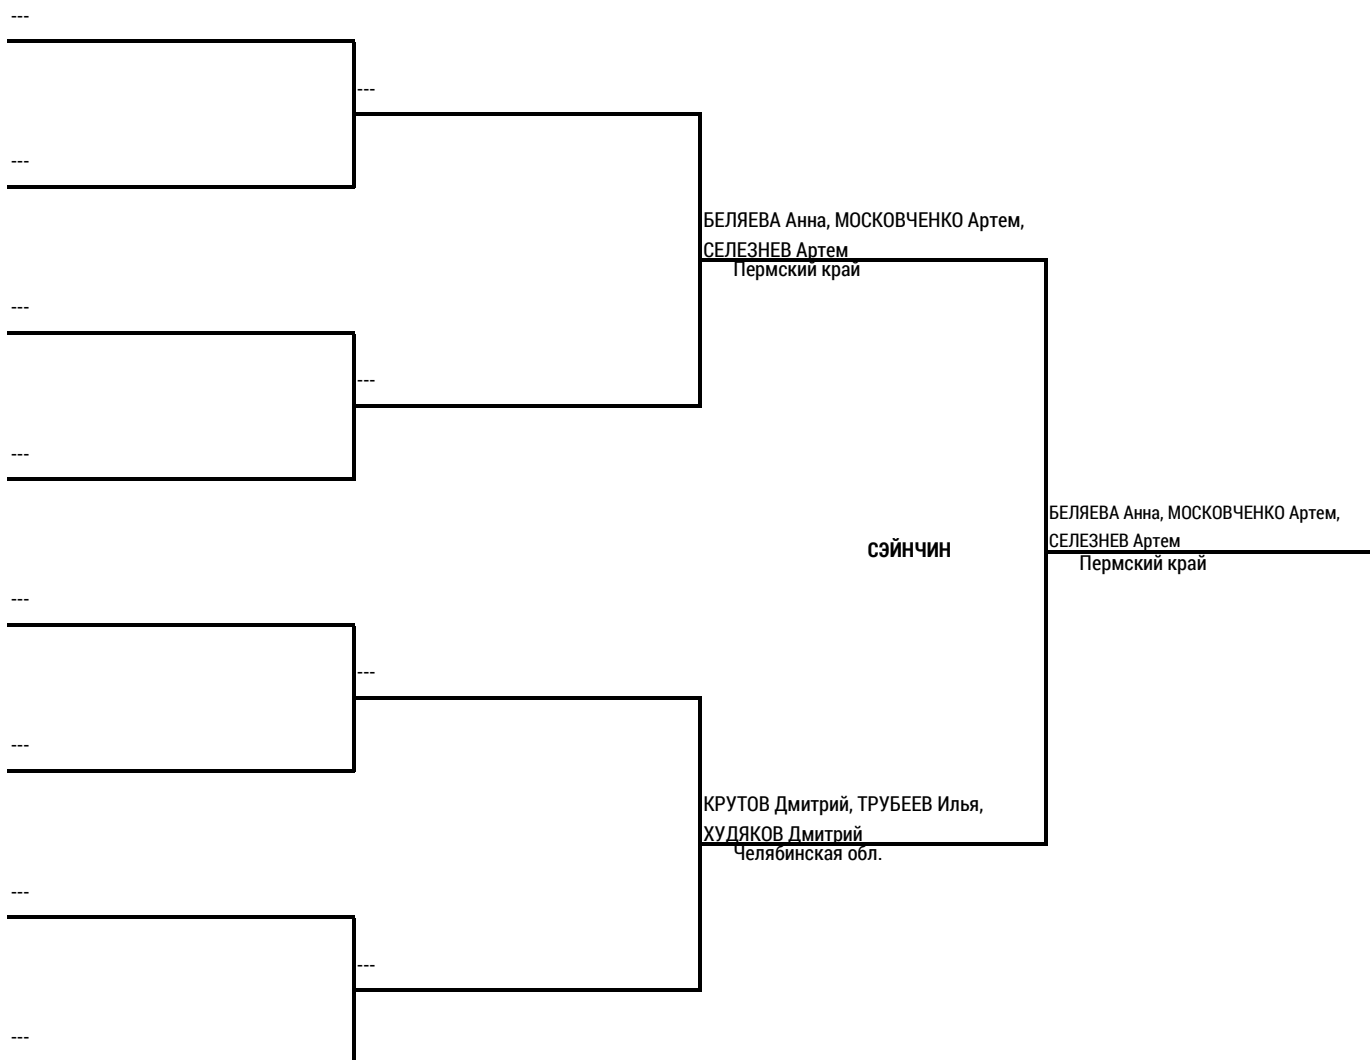 ---
---
---
БЕЛЯЕВА Анна, МОСКОВЧЕНКО Артем,
СЕЛЕЗНЕВ Артем
Пермский край
---
---
---
БЕЛЯЕВА Анна, МОСКОВЧЕНКО Артем,
СЕЛЕЗНЕВ Артем
Пермский край
СЭЙНЧИН
---
---
---
КРУТОВ Дмитрий, ТРУБЕЕВ Илья,
ХУДЯКОВ Дмитрий
Челябинская обл.
---
---
---